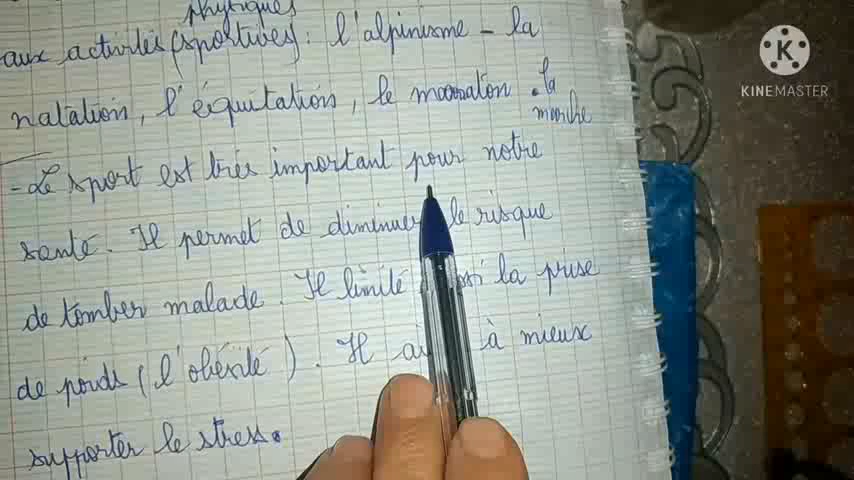 physiques
aux activités (sportives) : l'alpinisme - la
natation, l'équitation, le maraton . la
marche
- Le sport est très important pour notre
santé. Il permet de diminuer le risque
de tomber malade. Il limité la prise
de poids (l'obésité). Il à mieux
supporter le stress.
K
KINEMASTER